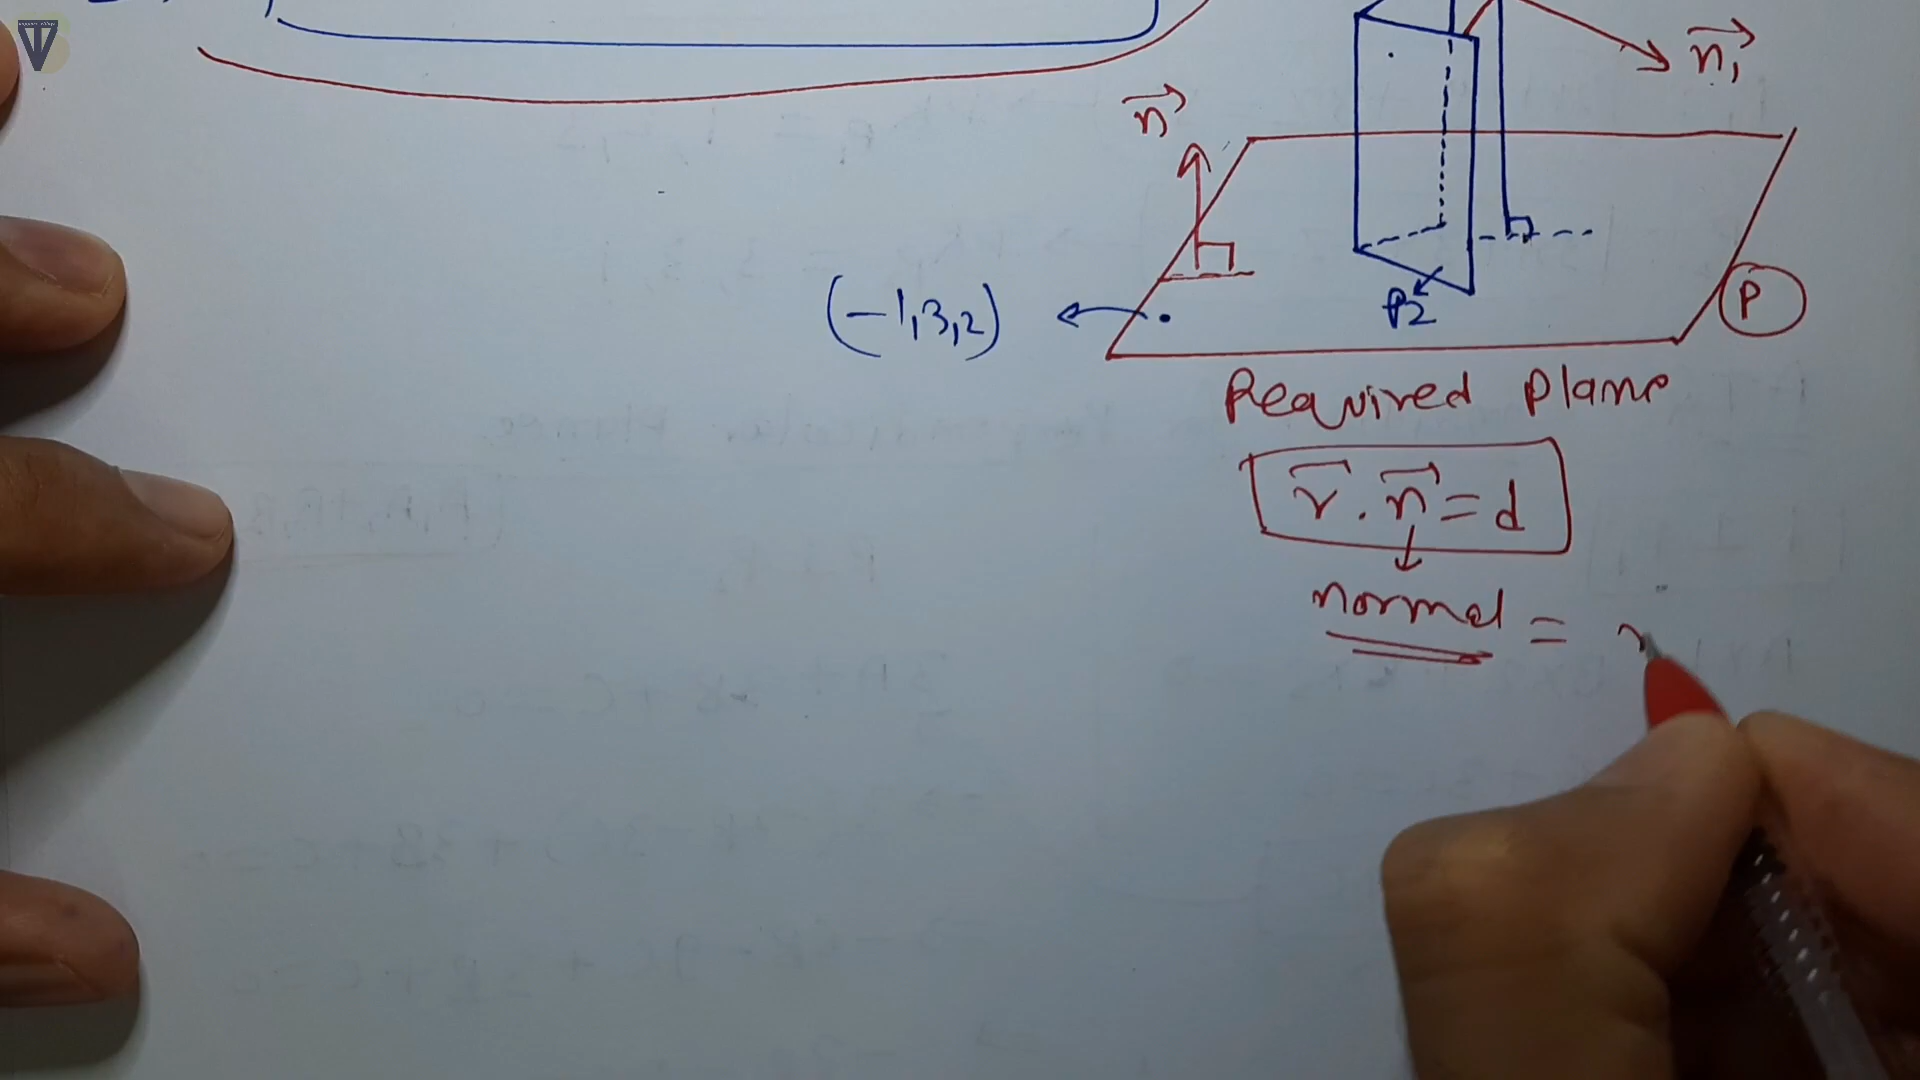 n₁
n
(-1,3,2)
P2
P
Required Plane
r . n = d
normal =